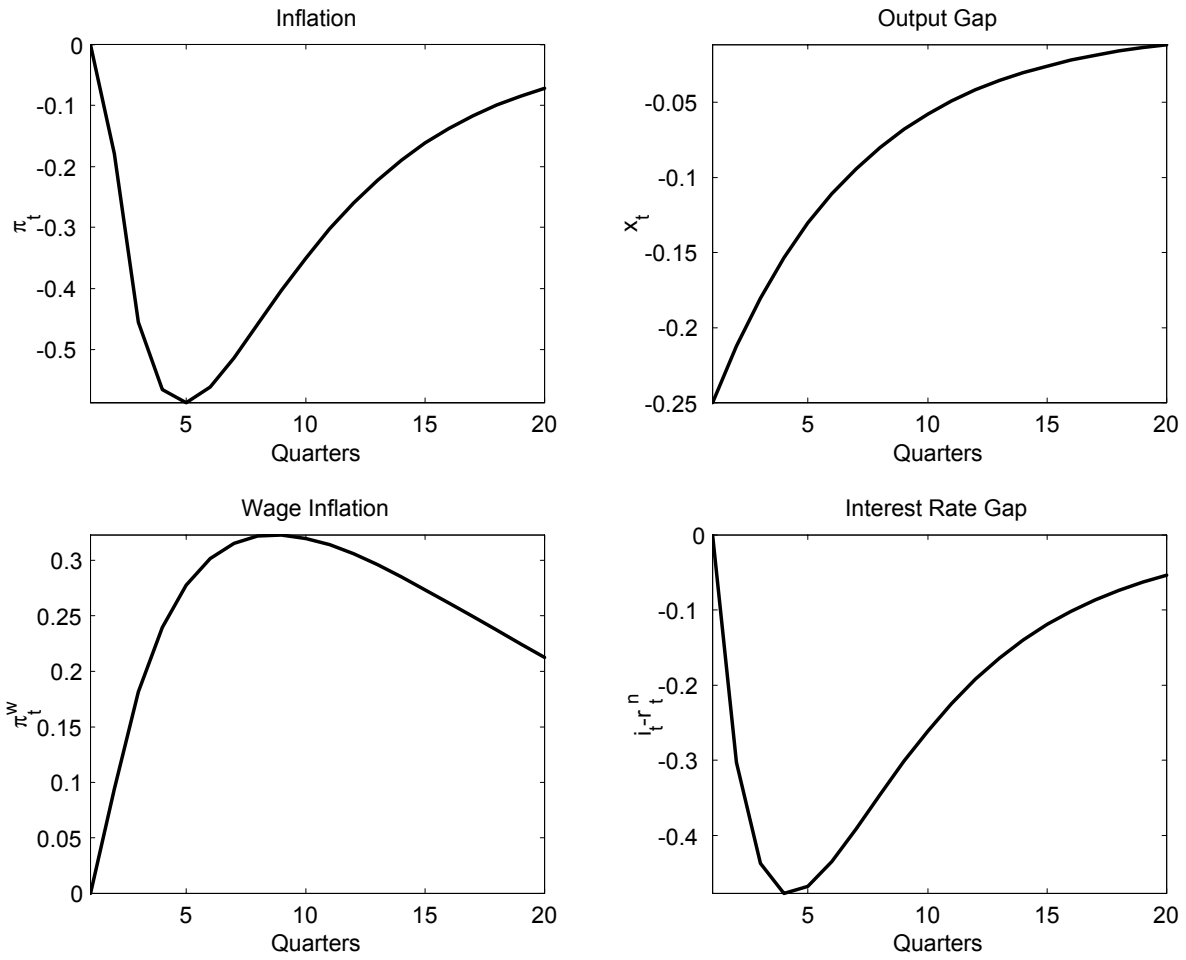 Inflation
0
-0.1
-0.2
-0.3
-0.4
-0.5
π_t
5 10 15 20
Quarters
Output Gap
-0.05
-0.1
-0.15
-0.2
-0.25
x_t
5 10 15 20
Quarters
Wage Inflation
0.3
0.25
0.2
0.15
0.1
0.05
0
π_t^w
5 10 15 20
Quarters
Interest Rate Gap
0
-0.1
-0.2
-0.3
-0.4
i_t-r_t^n
5 10 15 20
Quarters